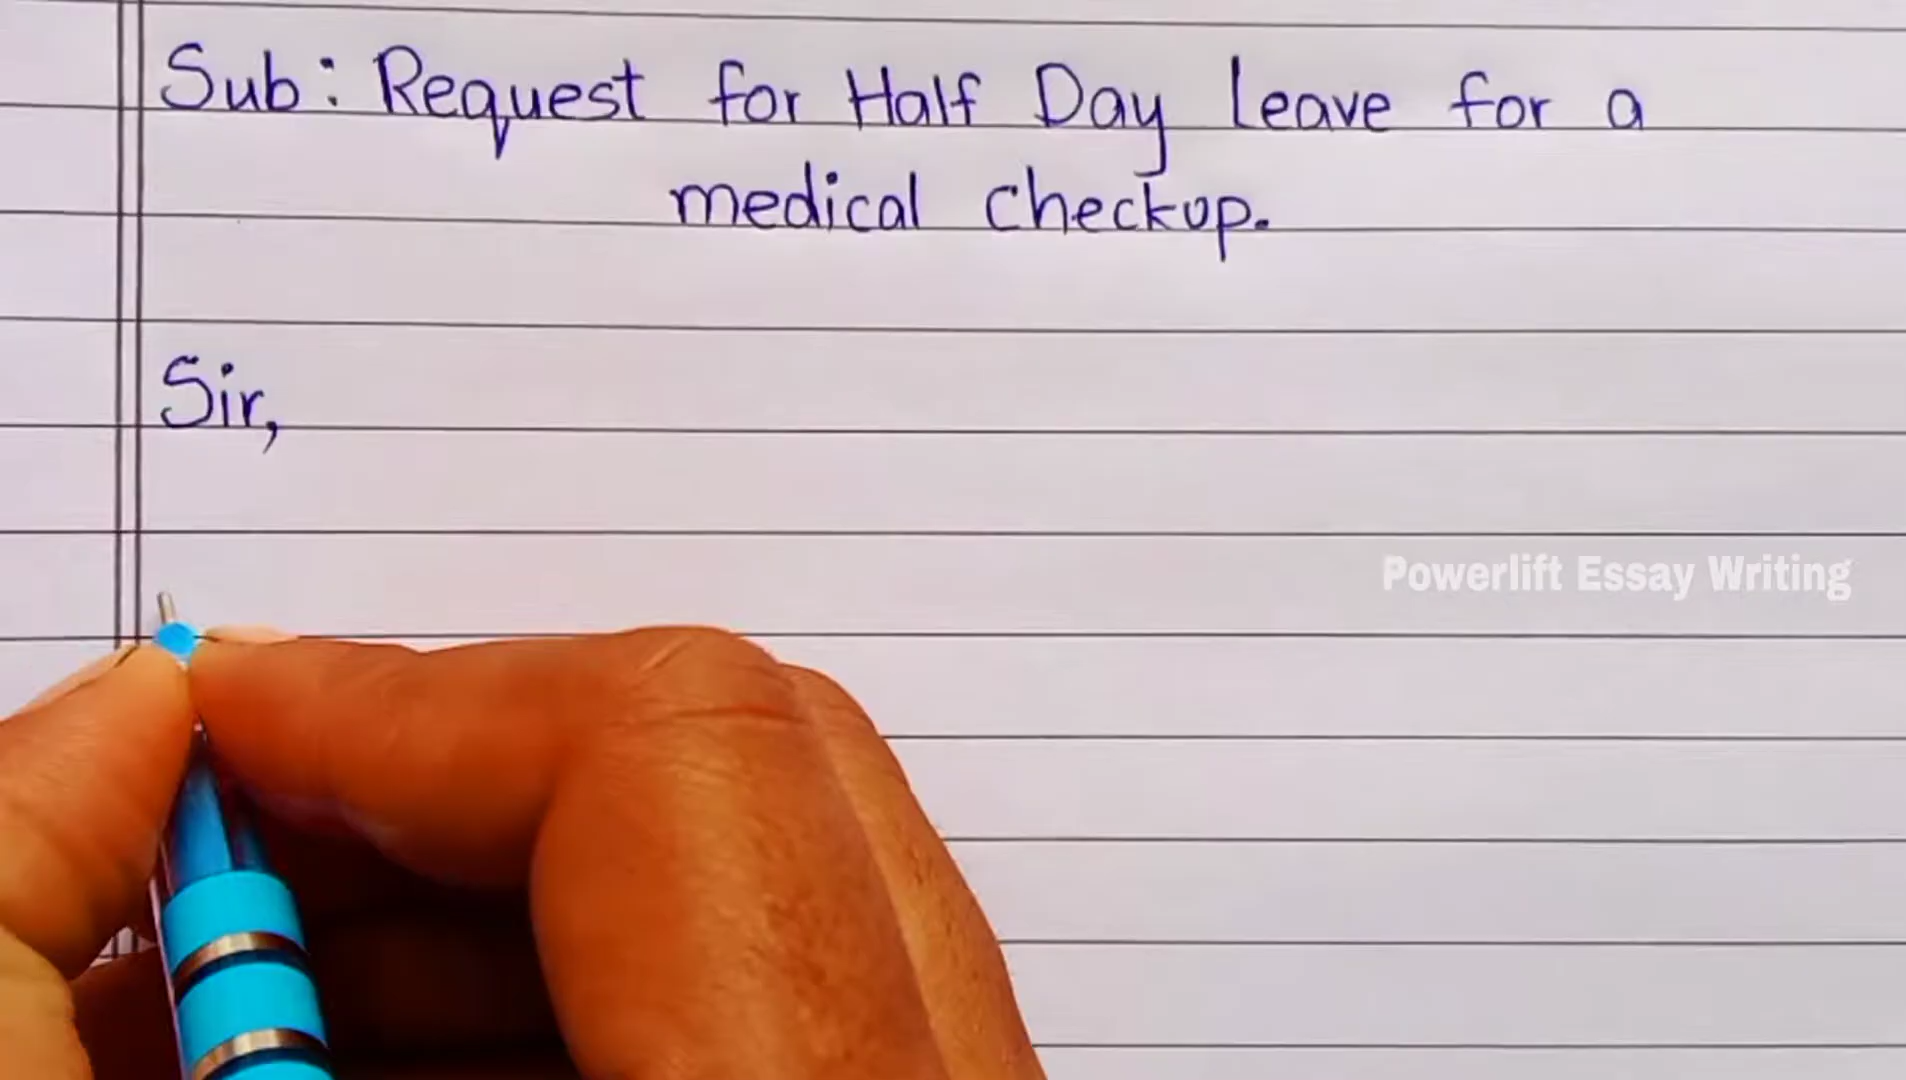 Sub: Request for Half Day Leave for a
medical checkup.
Sir,
Powerlift Essay Writing